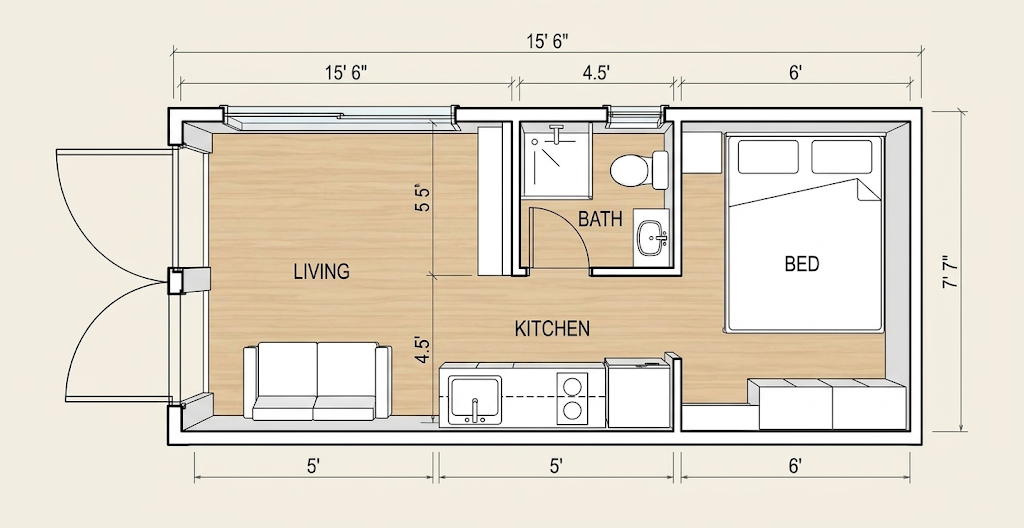 15' 6"
15' 6"
4.5'
6'
5 5"
BATH
LIVING
BED
7' 7"
KITCHEN
4.5'
5'
5'
6'